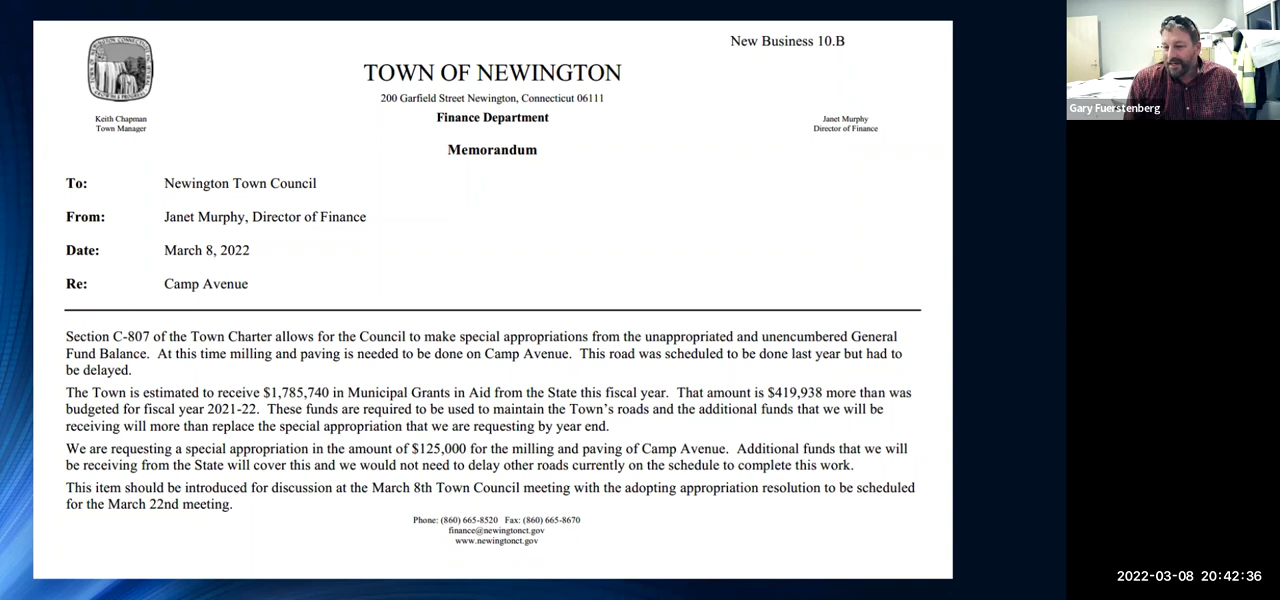 New Business 10.B
TOWN OF NEWINGTON
200 Garfield Street Newington, Connecticut 06111
Finance Department
Keith Chapman
Town Manager
Janet Murphy
Director of Finance
Memorandum
To: Newington Town Council
From: Janet Murphy, Director of Finance
Date: March 8, 2022
Re: Camp Avenue
Section C-807 of the Town Charter allows for the Council to make special appropriations from the unappropriated and unencumbered General
Fund Balance. At this time milling and paving is needed to be done on Camp Avenue. This road was scheduled to be done last year but had to
be delayed.
The Town is estimated to receive $1,785,740 in Municipal Grants in Aid from the State this fiscal year. That amount is $419,938 more than was
budgeted for fiscal year 2021-22. These funds are required to be used to maintain the Town's roads and the additional funds that we will be
receiving will more than replace the special appropriation that we are requesting by year end.
We are requesting a special appropriation in the amount of $125,000 for the milling and paving of Camp Avenue. Additional funds that we will
be receiving from the State will cover this and we would not need to delay other roads currently on the schedule to complete this work.
This item should be introduced for discussion at the March 8th Town Council meeting with the adopting appropriation resolution to be scheduled
for the March 22nd meeting.
Phone: (860) 665-8520 Fax: (860) 665-8670
finance@newingtonct.gov
www.newingtonct.gov
Gary Fuerstenberg
2022-03-08 20:42:36